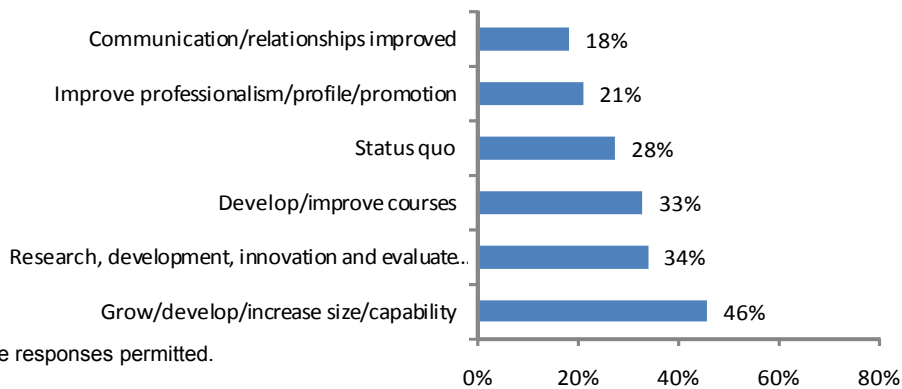 Communication/relationships improved 18%
Improve professionalism/profile/promotion 21%
Status quo 28%
Develop/improve courses 33%
Research, development, innovation and evaluate... 34%
Grow/develop/increase size/capability 46%
e responses permitted.
0% 20% 40% 60% 80%